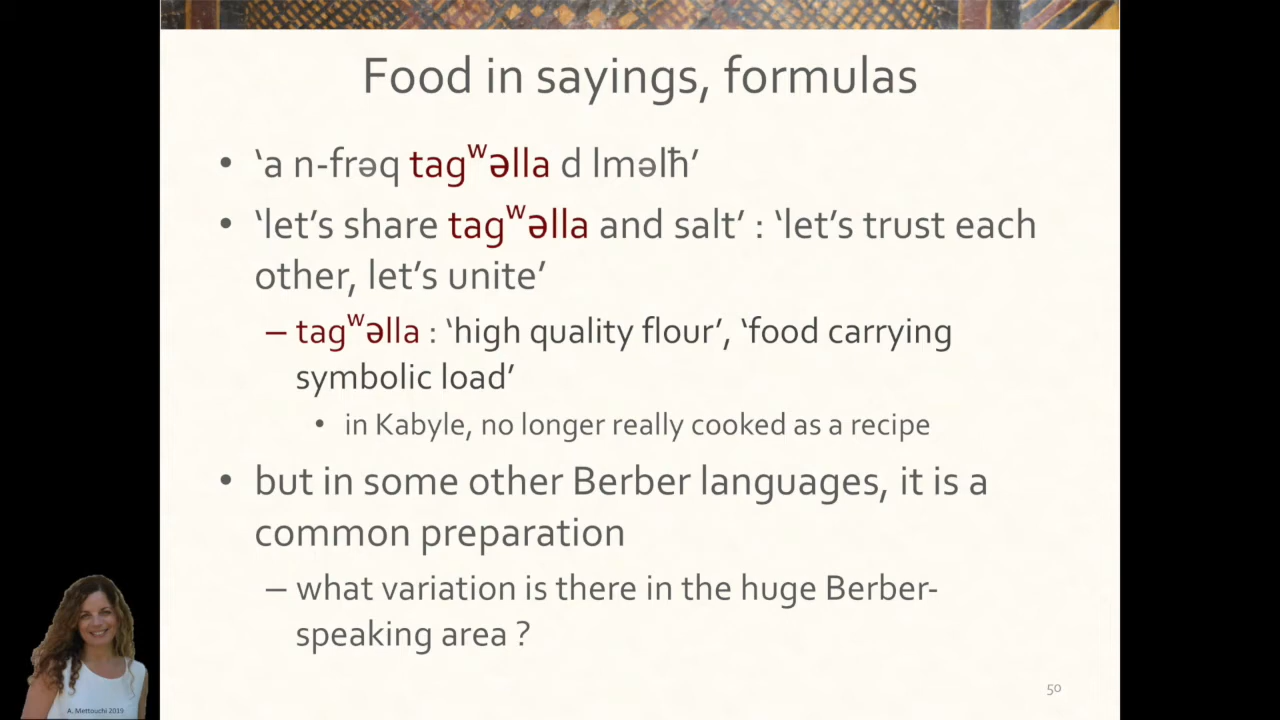 Food in sayings, formulas
• ‘a n-frəq tagʷəlla d lməlħ’
• ‘let’s share tagʷəlla and salt’ : ‘let’s trust each
other, let’s unite’
– tagʷəlla : ‘high quality flour’, ‘food carrying
symbolic load’
• in Kabyle, no longer really cooked as a recipe
• but in some other Berber languages, it is a
common preparation
– what variation is there in the huge Berber-
speaking area ?
50
A. Mettouchi 2019